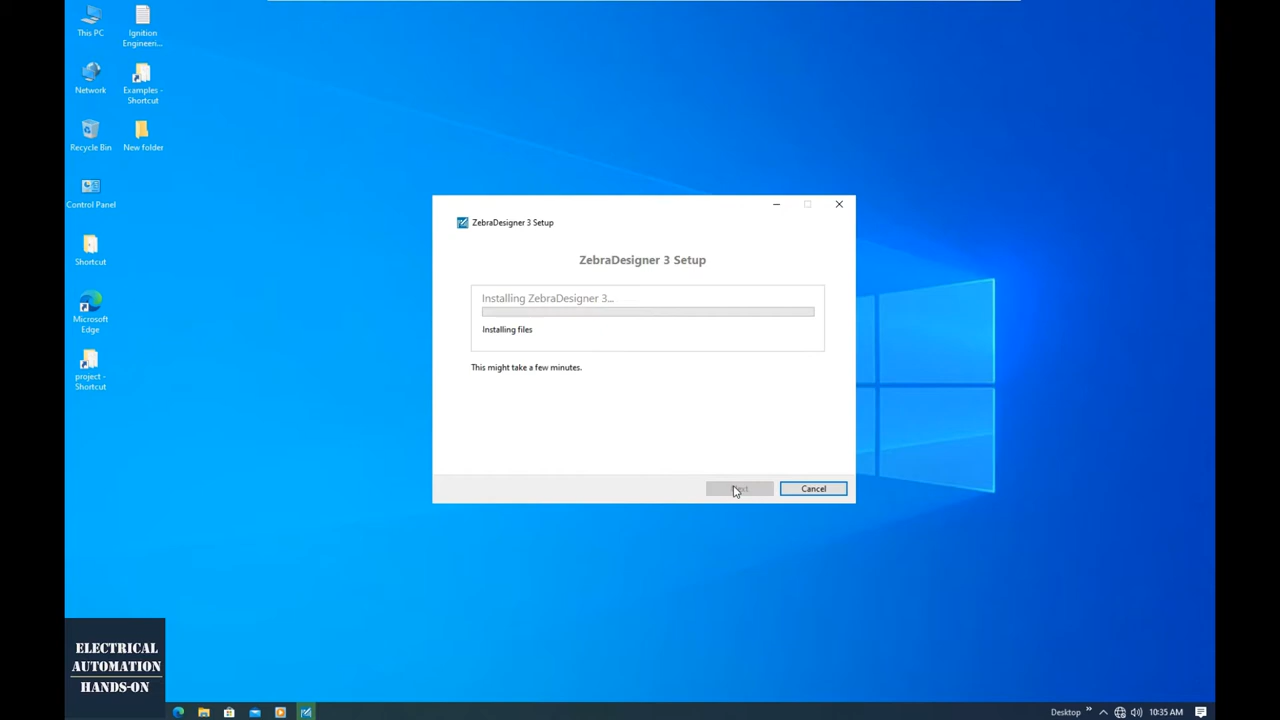 This PC
Ignition
Engineeri...
Network
Examples -
Shortcut
Recycle Bin
New folder
Control Panel
Shortcut
Microsoft
Edge
project -
Shortcut
ZebraDesigner 3 Setup
ZebraDesigner 3 Setup
Installing ZebraDesigner 3...
Installing files
This might take a few minutes.
Cancel
ELECTRICAL
AUTOMATION
HANDS-ON
Desktop
10:35 AM